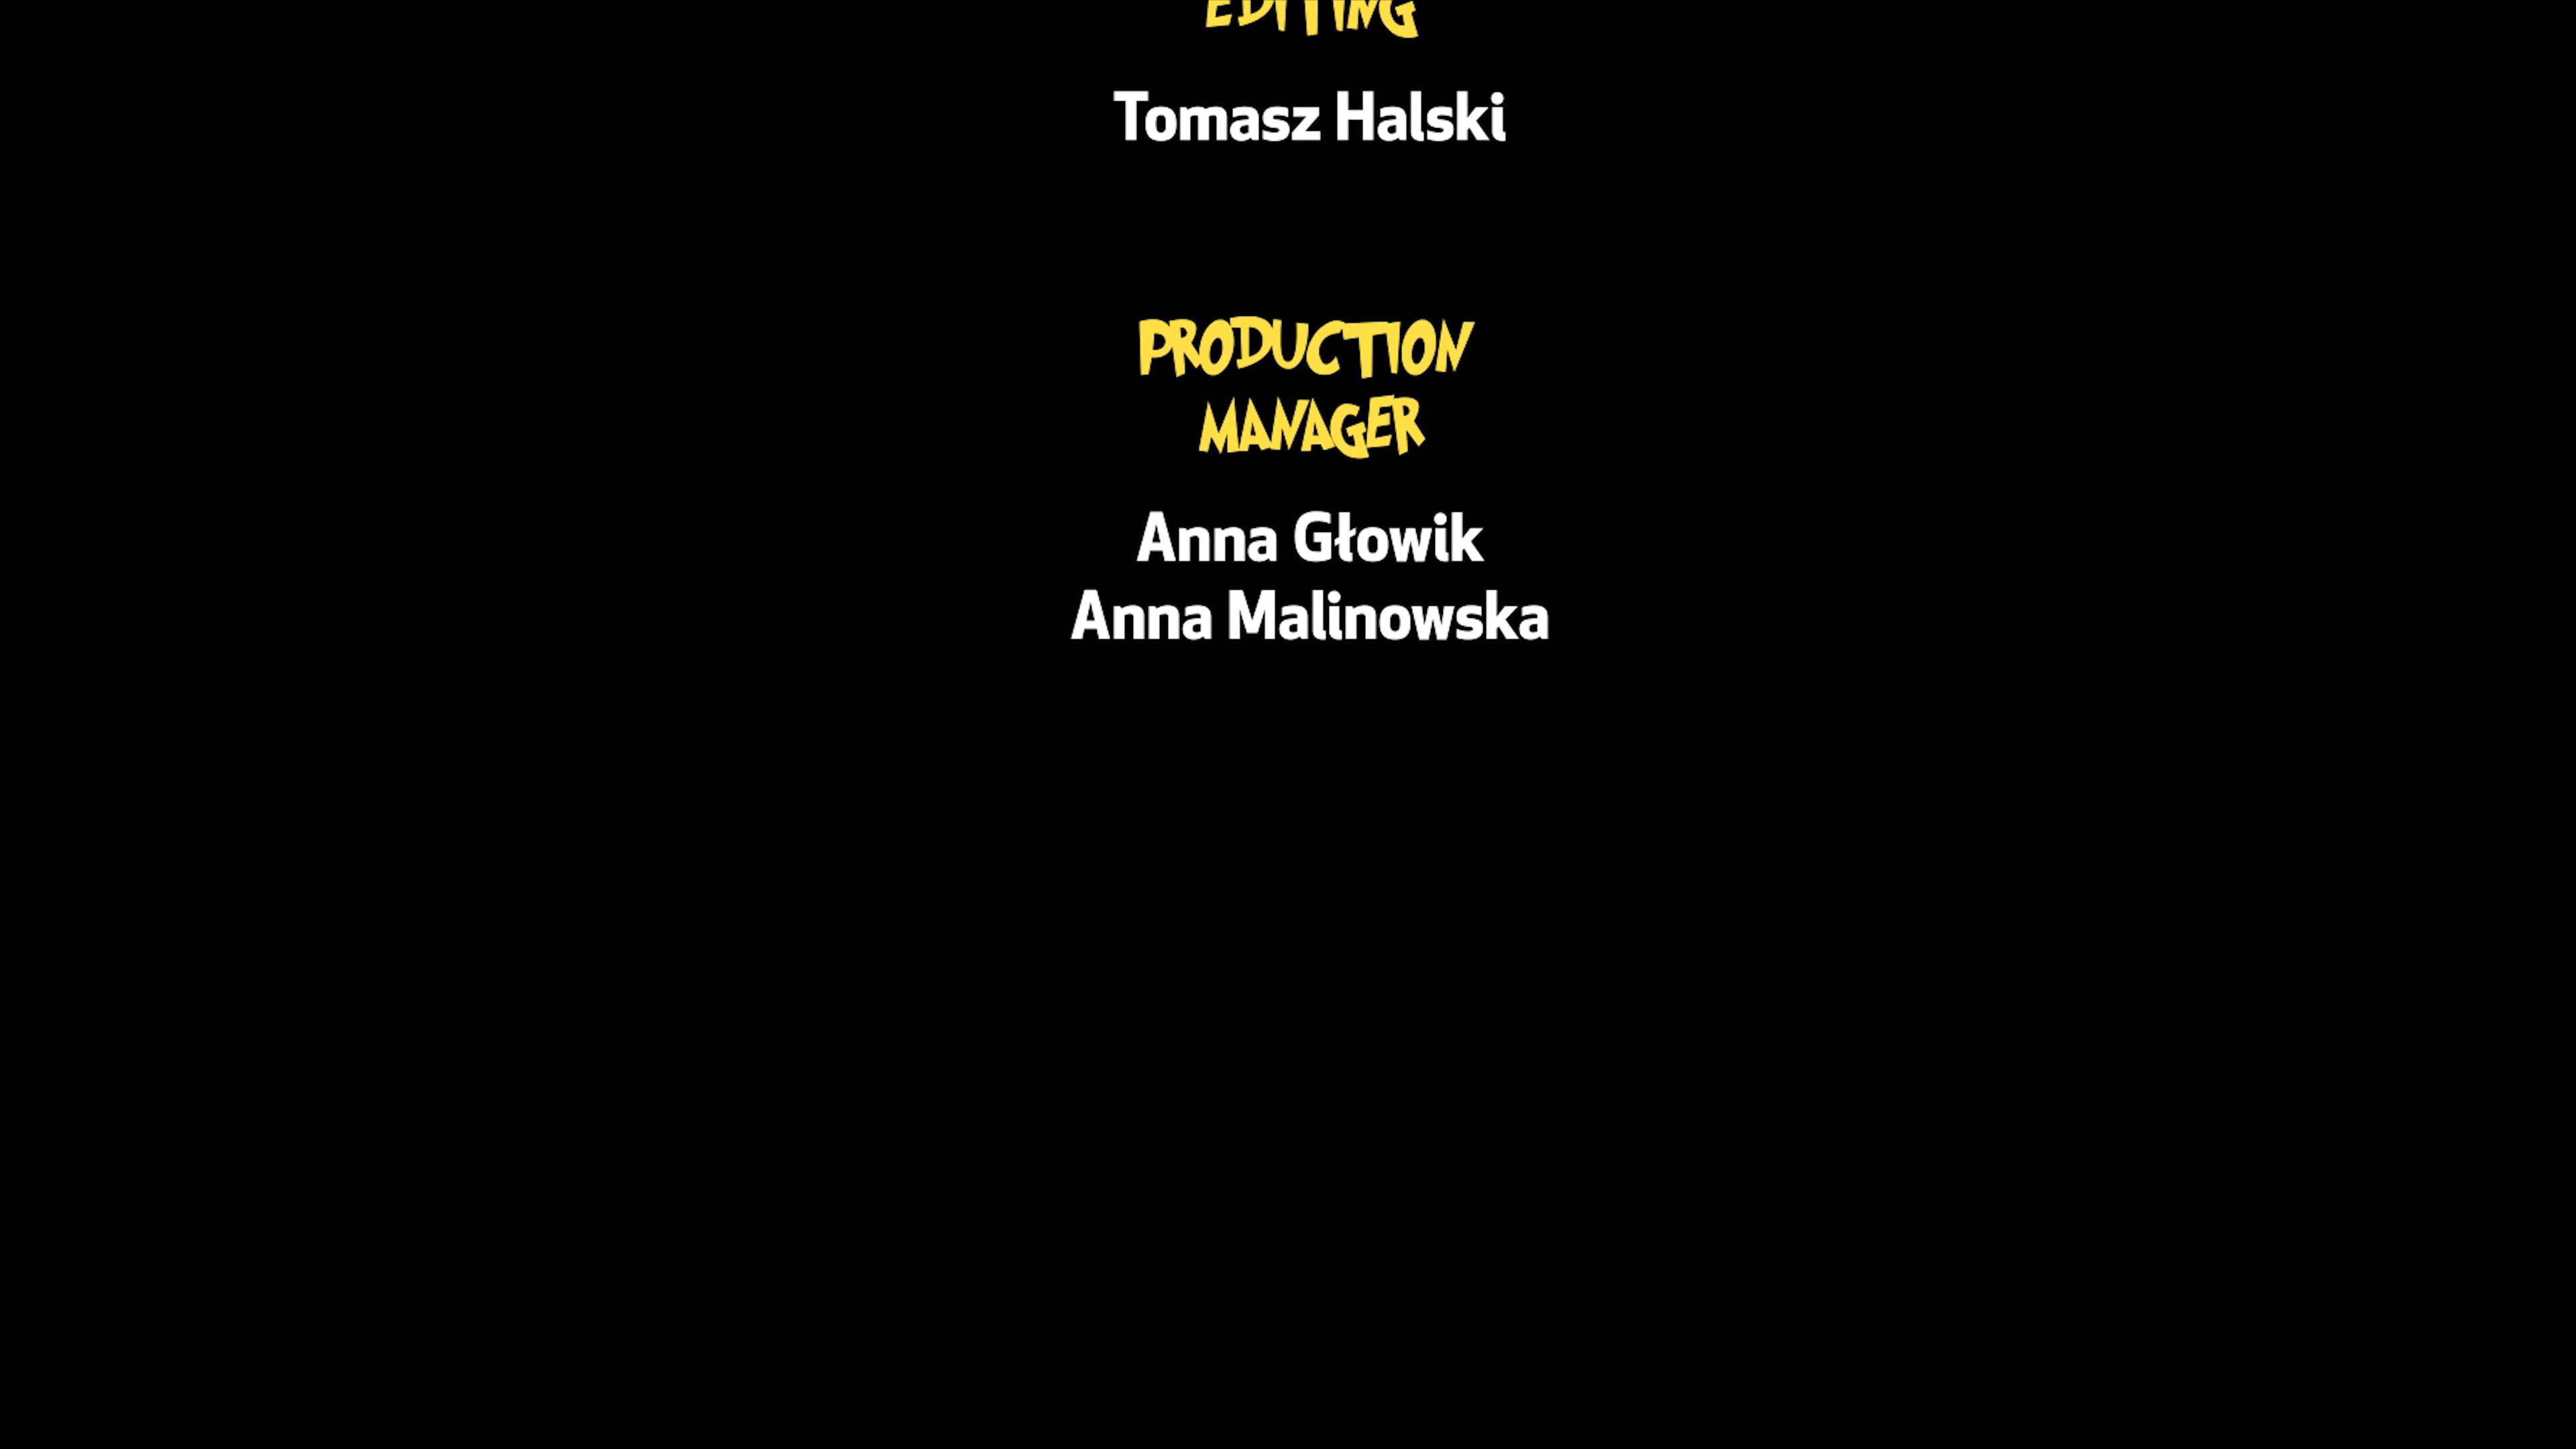 EDITING
Tomasz Halski
PRODUCTION
MANAGER
Anna Głowik
Anna Malinowska